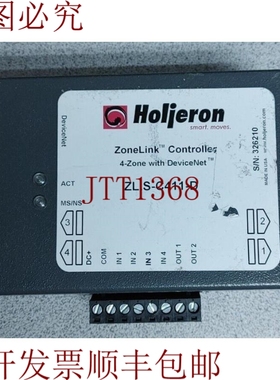 图必究
DeviceNet
Holjeron
smart. moves.
ZoneLink™ Controller
4-Zone with DeviceNet™
ACT
JTT1368
MS/NS
S/N: 326210
3
4
2
1
DC+
COM
IN 1
IN 2
IN 3
IN 4
OUT 1
OUT 2
开发票顺丰包邮